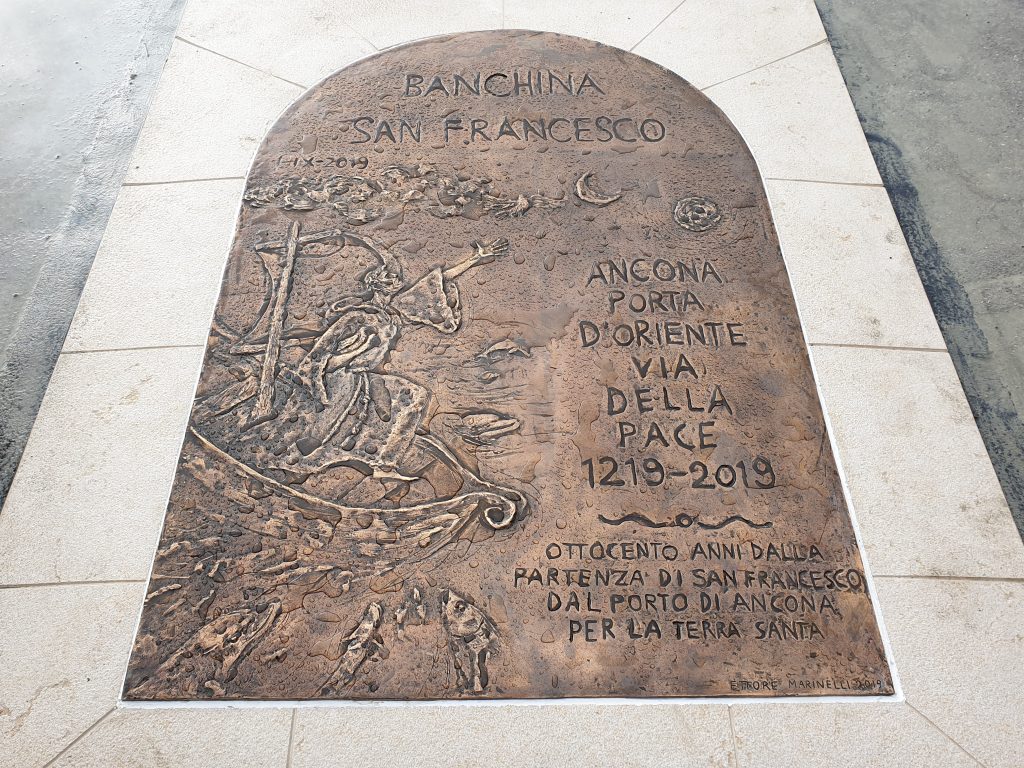 BANCHINA
SAN FRANCESCO
1-IX-2019
ANCONA
PORTA
D'ORIENTE
VIA
DELLA
PACE
1219-2019
OTTOCENTO ANNI DALLA
PARTENZA DI SAN FRANCESCO
DAL PORTO DI ANCONA
PER LA TERRA SANTA
ETTORE MARINELLI 2019